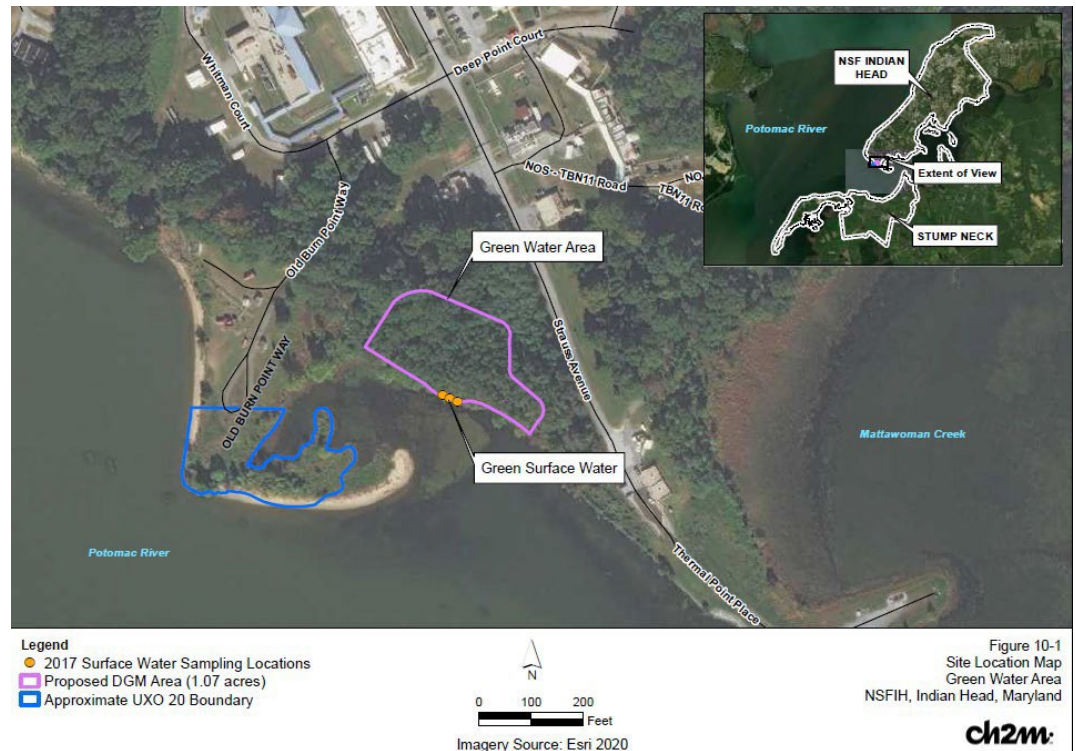 Whitman Court
Deep Point Court
NOS - TBN11 Road
NO
TBN11 R
Old Burn Point Way
OLD BURN POINT WAY
Green Water Area
Strause Avenue
Green Surface Water
Mattawoman Creek
Potomac River
Thermal Point Place
NSF INDIAN
HEAD
Potomac River
Extent of View
STUMP NECK
Legend
2017 Surface Water Sampling Locations
Proposed DGM Area (1.07 acres)
Approximate UXO 20 Boundary
N
0 100 200
Feet
Imagery Source: Esri 2020
Figure 10-1
Site Location Map
Green Water Area
NSFIH, Indian Head, Maryland
ch2m: